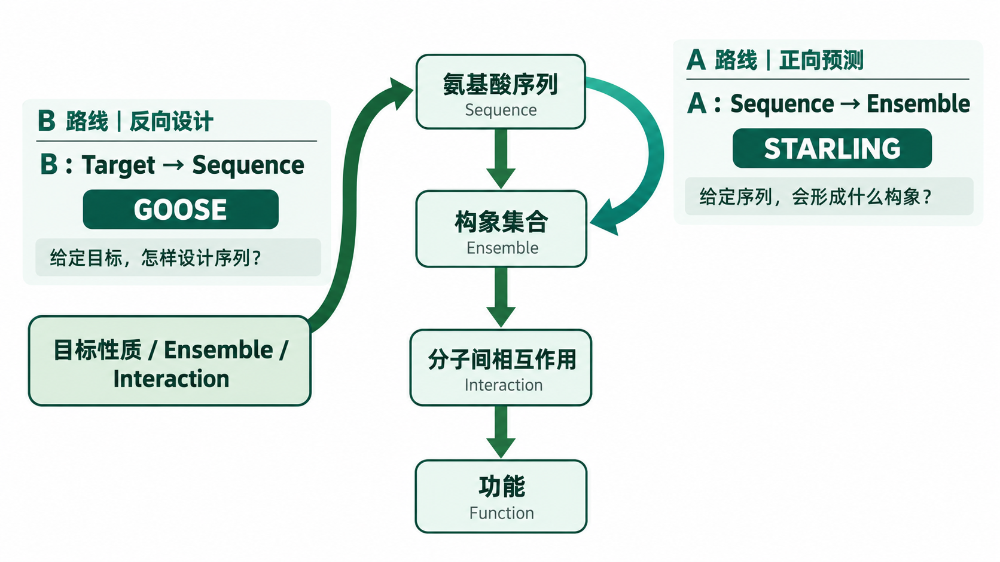 B 路线｜反向设计
B：Target → Sequence
GOOSE
给定目标，怎样设计序列？
目标性质 / Ensemble /
Interaction
氨基酸序列
Sequence
构象集合
Ensemble
分子间相互作用
Interaction
功能
Function
A 路线｜正向预测
A：Sequence → Ensemble
STARLING
给定序列，会形成什么构象？